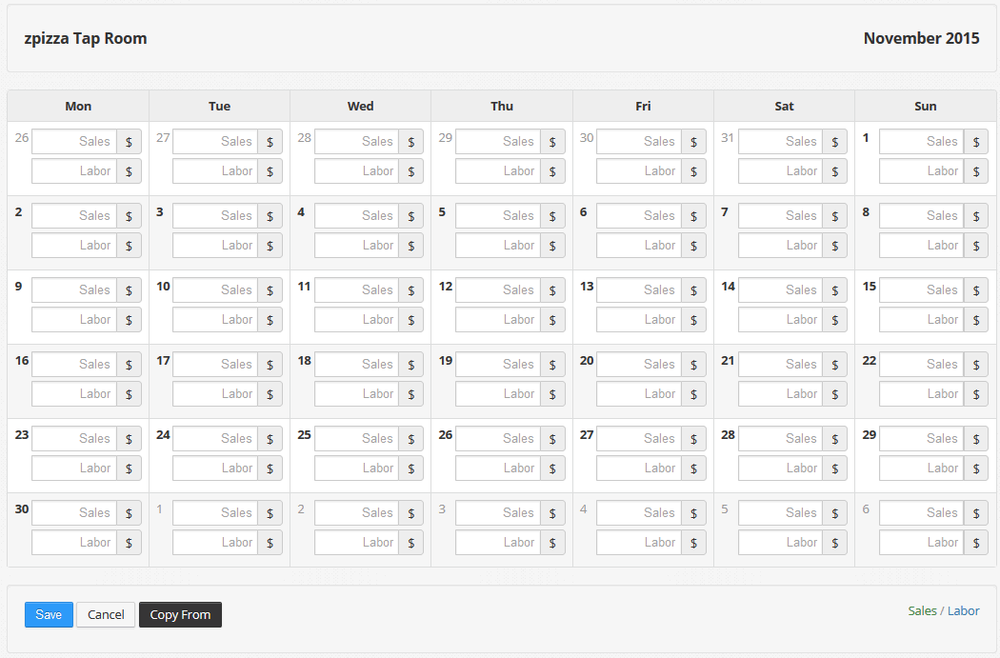 zpizza Tap Room November 2015
Mon Tue Wed Thu Fri Sat Sun
26 Sales $ 27 Sales $ 28 Sales $ 29 Sales $ 30 Sales $ 31 Sales $ 1 Sales $
Labor $ Labor $ Labor $ Labor $ Labor $ Labor $ Labor $
2 Sales $ 3 Sales $ 4 Sales $ 5 Sales $ 6 Sales $ 7 Sales $ 8 Sales $
Labor $ Labor $ Labor $ Labor $ Labor $ Labor $ Labor $
9 Sales $ 10 Sales $ 11 Sales $ 12 Sales $ 13 Sales $ 14 Sales $ 15 Sales $
Labor $ Labor $ Labor $ Labor $ Labor $ Labor $ Labor $
16 Sales $ 17 Sales $ 18 Sales $ 19 Sales $ 20 Sales $ 21 Sales $ 22 Sales $
Labor $ Labor $ Labor $ Labor $ Labor $ Labor $ Labor $
23 Sales $ 24 Sales $ 25 Sales $ 26 Sales $ 27 Sales $ 28 Sales $ 29 Sales $
Labor $ Labor $ Labor $ Labor $ Labor $ Labor $ Labor $
30 Sales $ 1 Sales $ 2 Sales $ 3 Sales $ 4 Sales $ 5 Sales $ 6 Sales $
Labor $ Labor $ Labor $ Labor $ Labor $ Labor $ Labor $
Save Cancel Copy From Sales / Labor